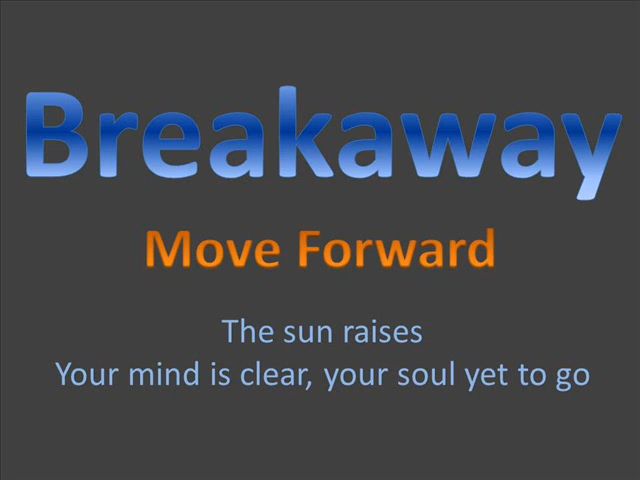 Breakaway
Move Forward
The sun raises
Your mind is clear, your soul yet to go